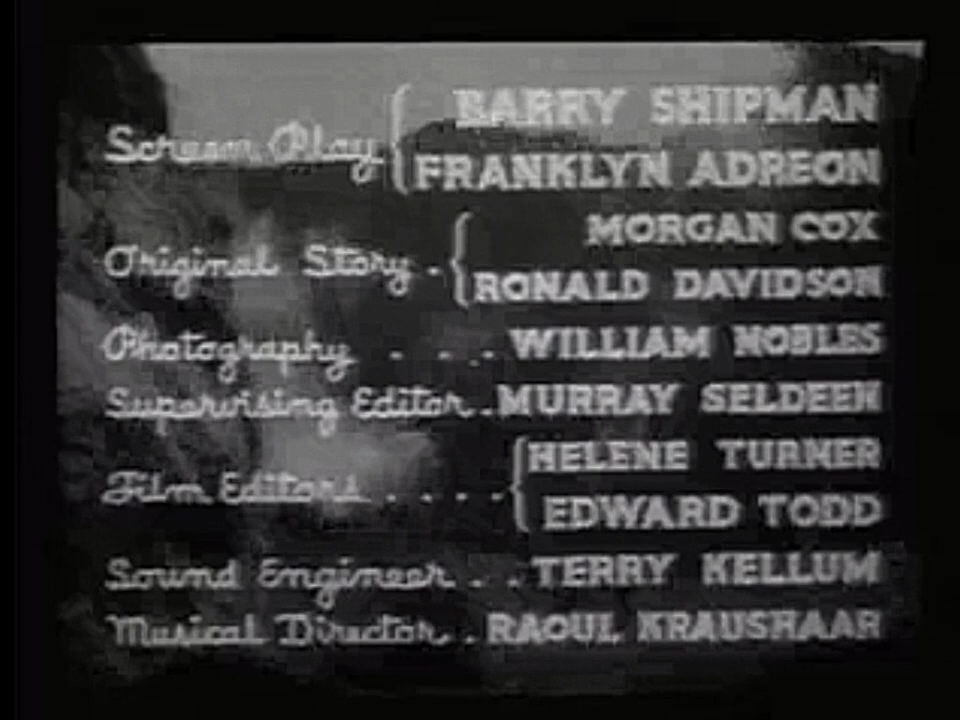 Screen Play { BARRY SHIPMAN
FRANKLYN ADREON
Original Story . { MORGAN COX
RONALD DAVIDSON
Photography . . . WILLIAM NOBLES
Supervising Editor . MURRAY SELDEEN
Film Editors . . . . { HELENE TURNER
EDWARD TODD
Sound Engineer . . TERRY KELLUM
Musical Director . RAOUL KRAUSHAAR